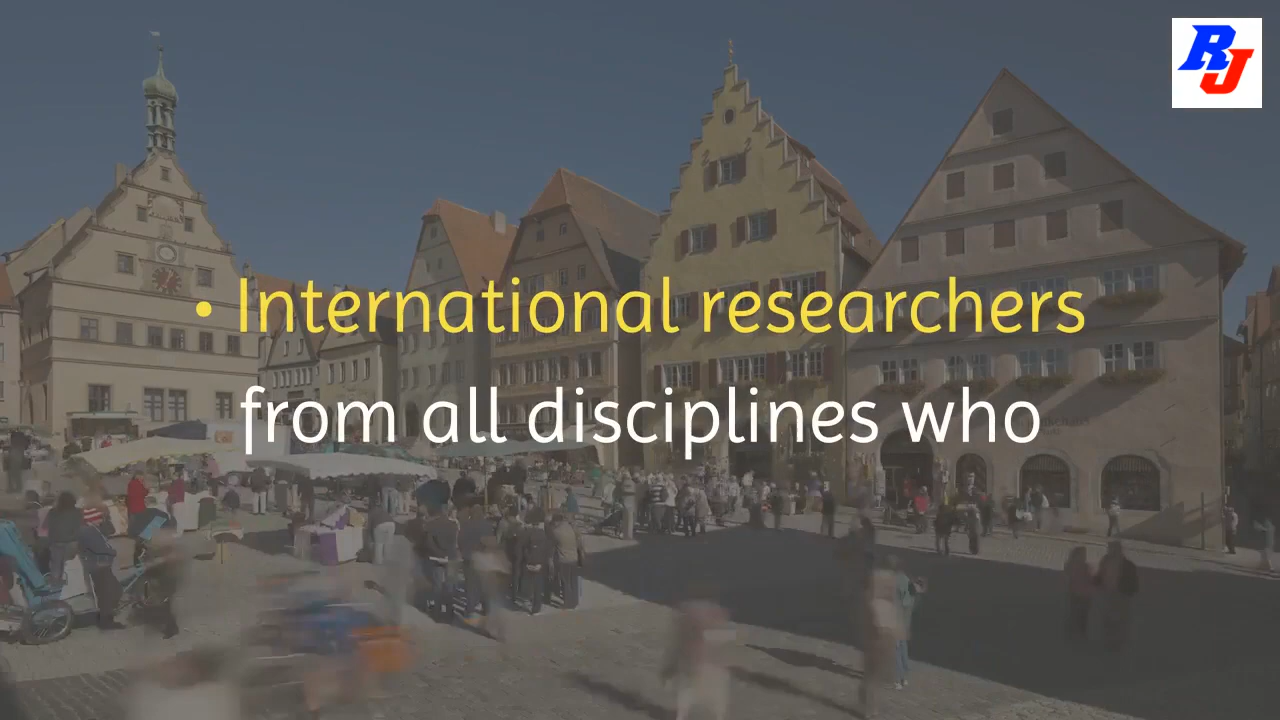 RJ
• International researchers
from all disciplines who